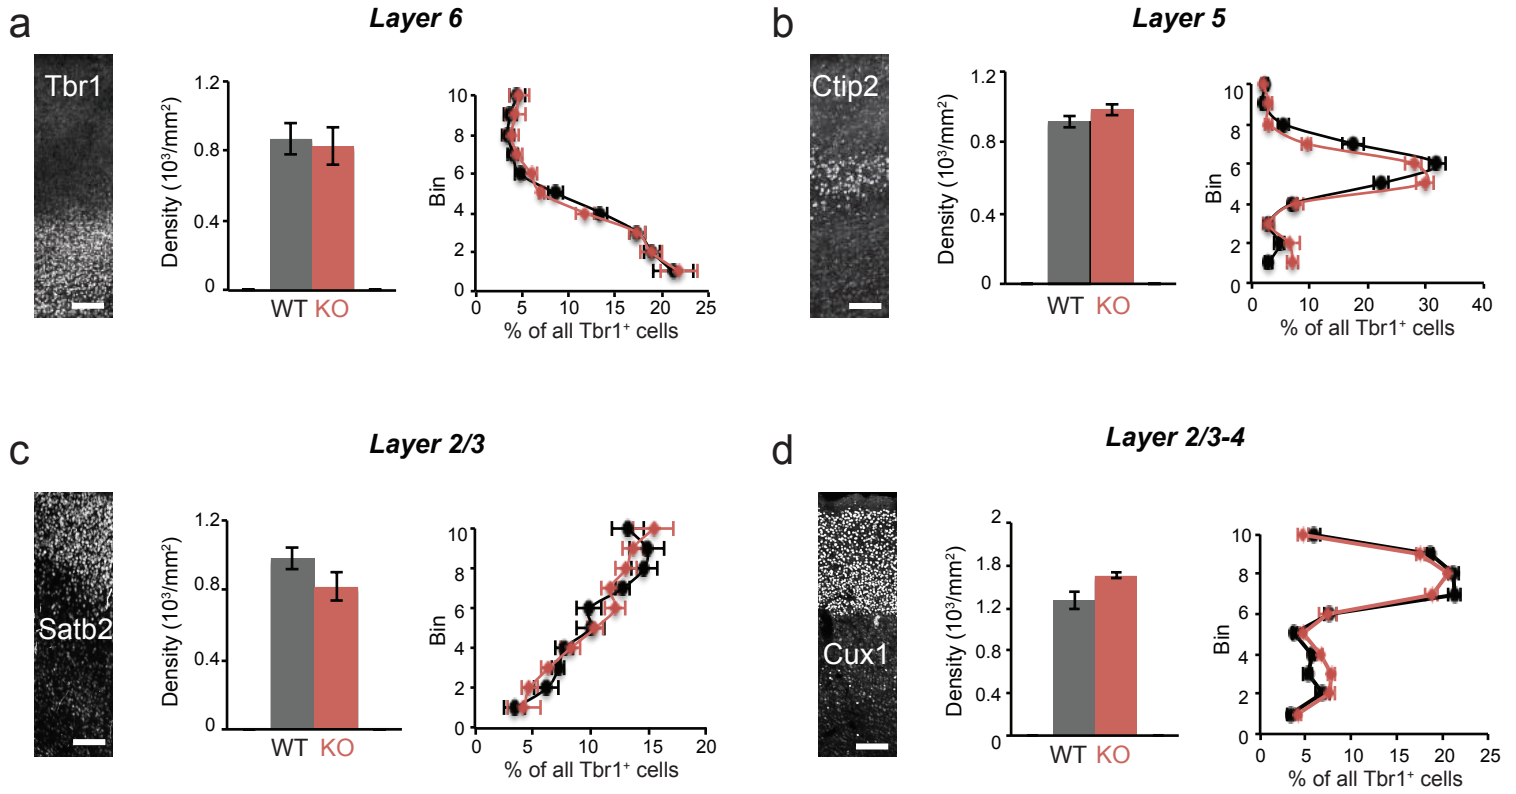 a
Layer 6
Tbr1
Density (10³/mm²)
1.2
0.8
0.4
0
WT KO
Bin
10
8
6
4
2
0
0 5 10 15 20 25
% of all Tbr1⁺ cells
b
Layer 5
Ctip2
Density (10³/mm²)
1.2
0.8
0.4
0
WT KO
Bin
10
8
6
4
2
0
0 10 20 30 40
% of all Tbr1⁺ cells
c
Layer 2/3
Satb2
Density (10³/mm²)
1.2
0.8
0.4
0
WT KO
Bin
10
8
6
4
2
0
0 5 10 15 20
% of all Tbr1⁺ cells
d
Layer 2/3-4
Cux1
Density (10³/mm²)
2
1.8
1.2
0.8
0.4
0
WT KO
Bin
10
8
6
4
2
0
0 5 10 15 20 25
% of all Tbr1⁺ cells